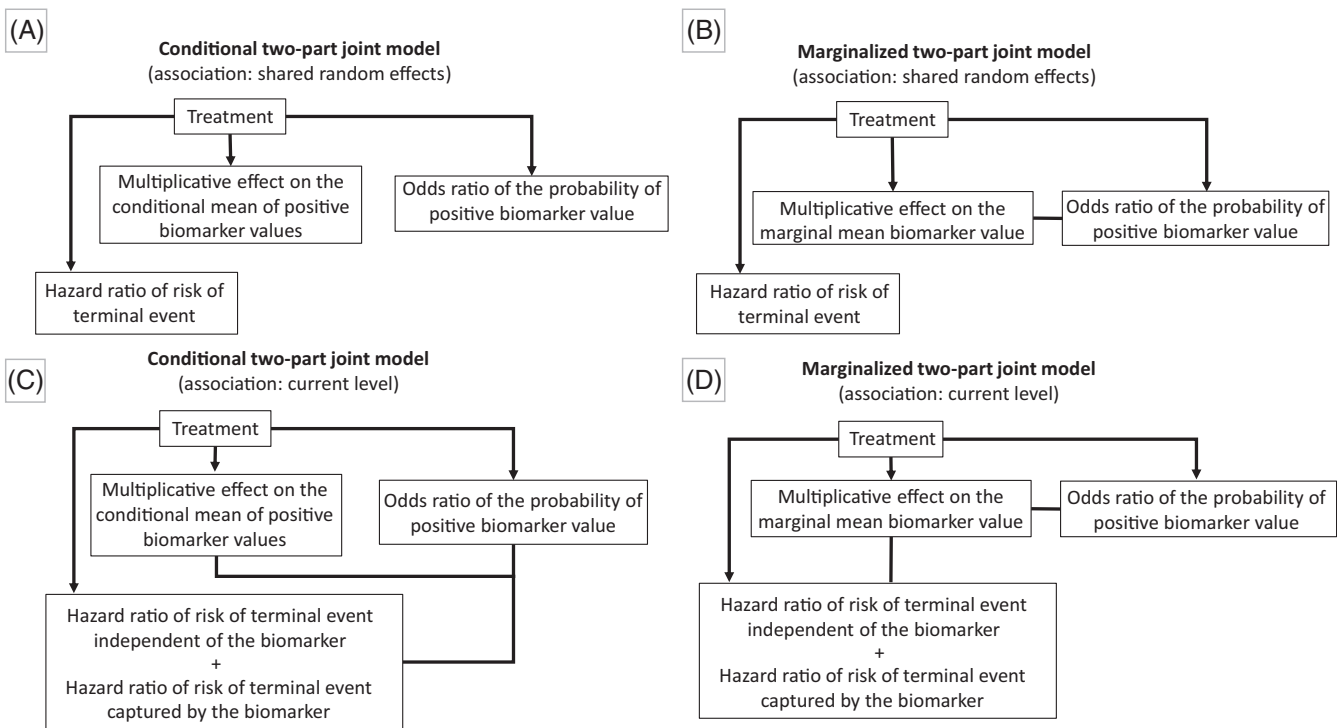 (A)
Conditional two-part joint model
(association: shared random effects)
Treatment
Multiplicative effect on the
conditional mean of positive
biomarker values
Odds ratio of the probability of
positive biomarker value
Hazard ratio of risk of
terminal event
(B)
Marginalized two-part joint model
(association: shared random effects)
Treatment
Multiplicative effect on the
marginal mean biomarker value
Odds ratio of the probability of
positive biomarker value
Hazard ratio of risk of
terminal event
(C)
Conditional two-part joint model
(association: current level)
Treatment
Multiplicative effect on the
conditional mean of positive
biomarker values
Odds ratio of the probability of
positive biomarker value
Hazard ratio of risk of terminal event
independent of the biomarker
+
Hazard ratio of risk of terminal event
captured by the biomarker
(D)
Marginalized two-part joint model
(association: current level)
Treatment
Multiplicative effect on the
marginal mean biomarker value
Odds ratio of the probability of
positive biomarker value
Hazard ratio of risk of terminal event
independent of the biomarker
+
Hazard ratio of risk of terminal event
captured by the biomarker